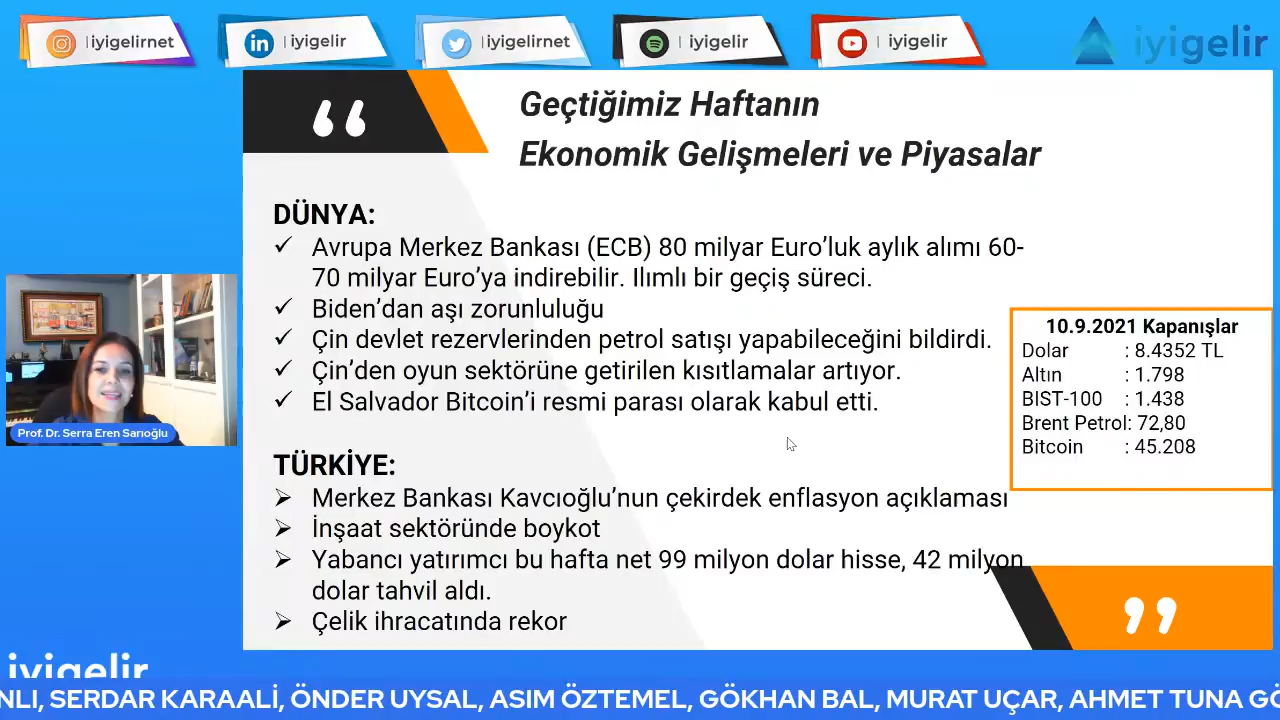 iyigelirnet
iyigelir
iyigelirnet
iyigelir
iyigelir
iyigelir
Geçtiğimiz Haftanın
Ekonomik Gelişmeleri ve Piyasalar
DÜNYA:
✓ Avrupa Merkez Bankası (ECB) 80 milyar Euro’luk aylık alımı 60-
70 milyar Euro’ya indirebilir. Ilımlı bir geçiş süreci.
✓ Biden’dan aşı zorunluluğu
✓ Çin devlet rezervlerinden petrol satışı yapabileceğini bildirdi.
✓ Çin’den oyun sektörüne getirilen kısıtlamalar artıyor.
✓ El Salvador Bitcoin’i resmi parası olarak kabul etti.
10.9.2021 Kapanışlar
Dolar : 8.4352 TL
Altın : 1.798
BIST-100 : 1.438
Brent Petrol: 72,80
Bitcoin : 45.208
Prof. Dr. Serra Eren Sarıoğlu
TÜRKİYE:
➢ Merkez Bankası Kavcıoğlu’nun çekirdek enflasyon açıklaması
➢ İnşaat sektöründe boykot
➢ Yabancı yatırımcı bu hafta net 99 milyon dolar hisse, 42 milyon
dolar tahvil aldı.
➢ Çelik ihracatında rekor
iyigelir
NLI, SERDAR KARAALİ, ÖNDER UYSAL, ASIM ÖZTEMEL, GÖKHAN BAL, MURAT UÇAR, AHMET TUNA GÖ